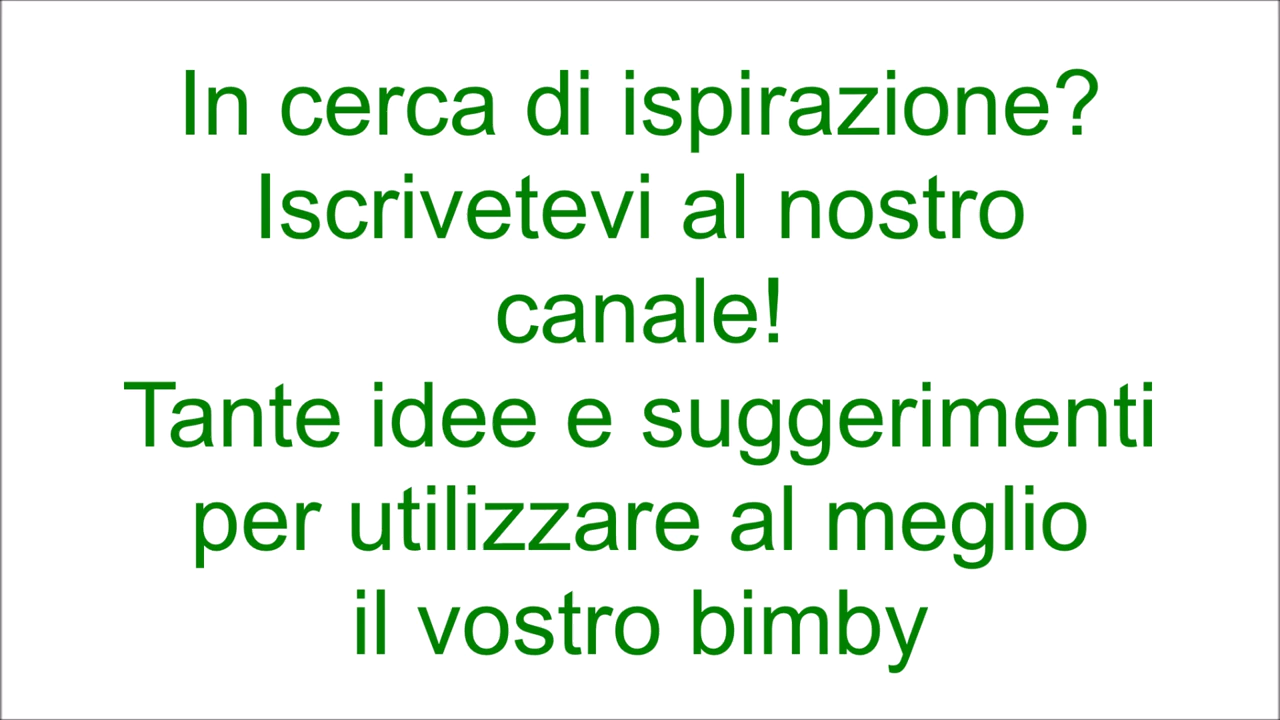 In cerca di ispirazione?
Iscrivetevi al nostro
canale!
Tante idee e suggerimenti
per utilizzare al meglio
il vostro bimby